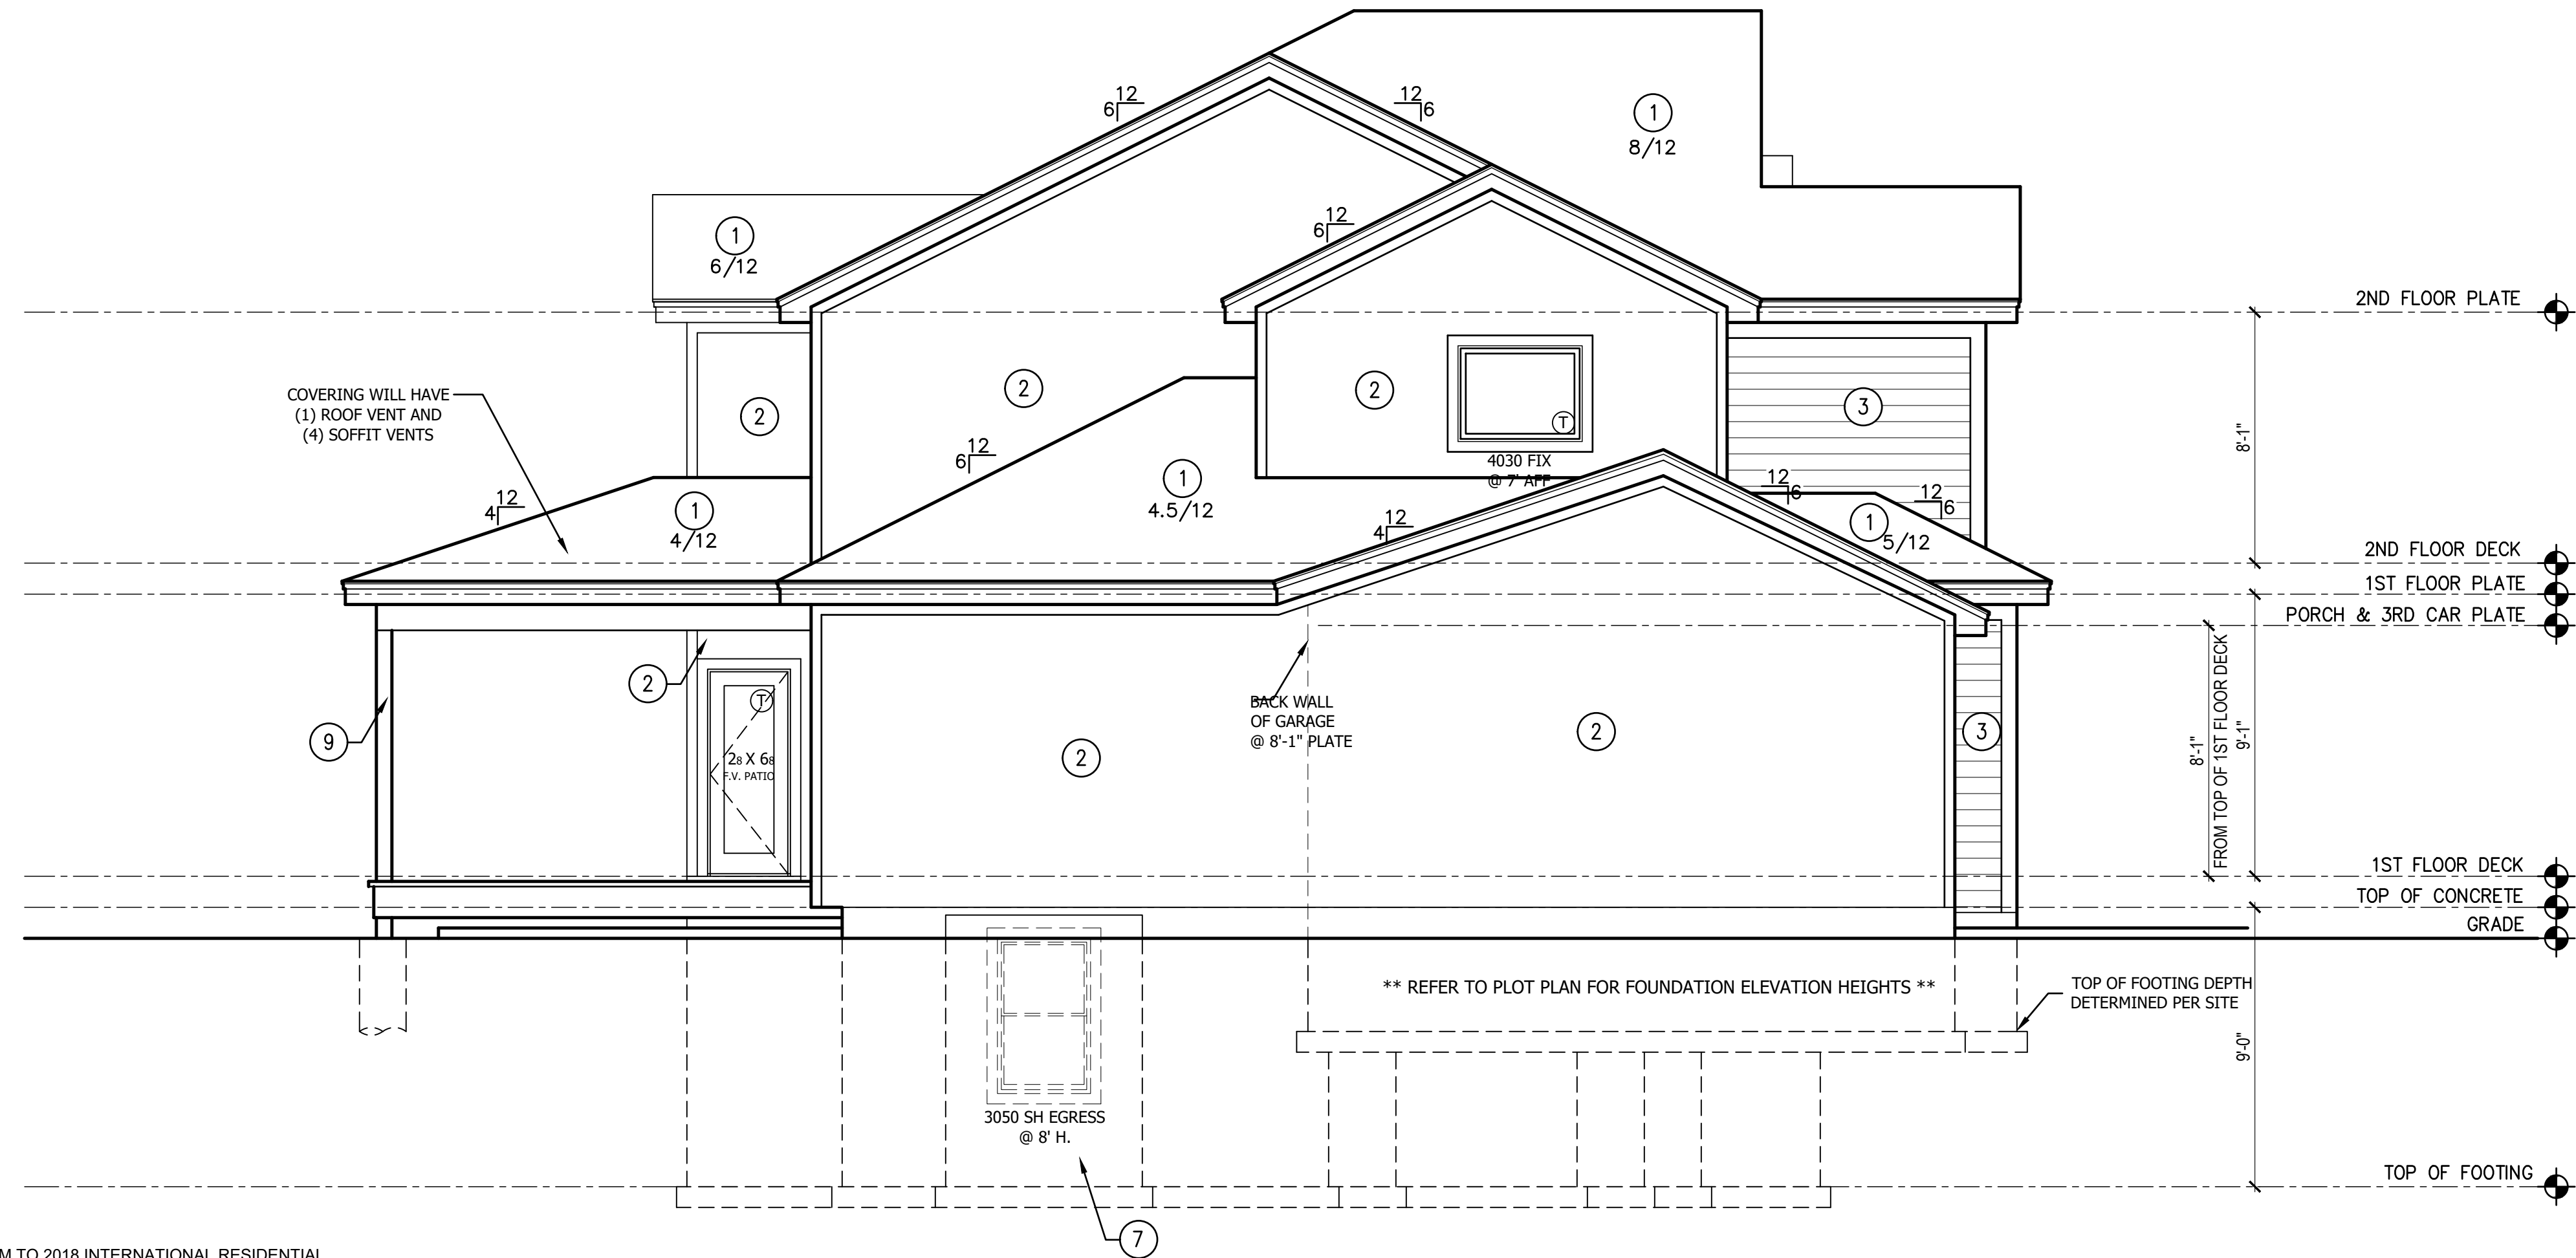 12
6
12
6
1
8/12
1
6/12
12
6
2ND FLOOR PLATE
COVERING WILL HAVE
(1) ROOF VENT AND
(4) SOFFIT VENTS
2
2
2
T
3
8'-1"
4030 FIX
@ 7' AFF
12
6
12
4
1
4/12
1
4.5/12
12
4
12
6
12
6
1
5/12
2ND FLOOR DECK
1ST FLOOR PLATE
PORCH & 3RD CAR PLATE
2
T
9
28 X 68
F.V. PATIO
2
BACK WALL
OF GARAGE
@ 8'-1" PLATE
2
3
8'-1"
FROM TOP OF 1ST FLOOR DECK
9'-1"
1ST FLOOR DECK
TOP OF CONCRETE
GRADE
** REFER TO PLOT PLAN FOR FOUNDATION ELEVATION HEIGHTS **
TOP OF FOOTING DEPTH
DETERMINED PER SITE
9'-0"
3050 SH EGRESS
@ 8' H.
TOP OF FOOTING
7
M TO 2018 INTERNATIONAL RESIDENTIAL